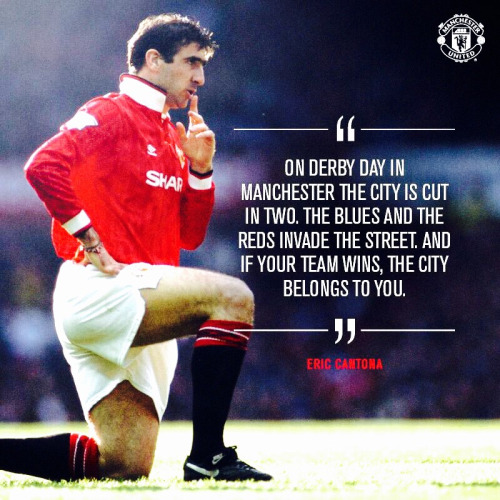 MANCHESTER
UNITED
SHAR
“
ON DERBY DAY IN
MANCHESTER THE CITY IS CUT
IN TWO. THE BLUES AND THE
REDS INVADE THE STREET. AND
IF YOUR TEAM WINS, THE CITY
BELONGS TO YOU.
”
ERIC CANTONA